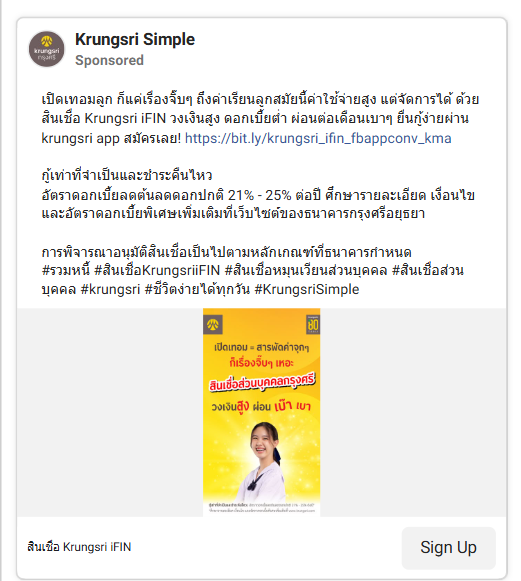 Krungsri Simple
Sponsored
krungsri
กรุงศรี
เปิดเทอมลูก ก็แค่เรื่องจิ๊บๆ ถึงค่าเรียนลูกสมัยนี้ค่าใช้จ่ายสูง แต่จัดการได้ ด้วย
สินเชื่อ Krungsri iFIN วงเงินสูง ดอกเบี้ยต่ำ ผ่อนต่อเดือนเบาๆ ยื่นกู้ง่ายผ่าน
krungsri app สมัครเลย! https://bit.ly/krungsri_ifin_fbappconv_kma
กู้เท่าที่จำเป็นและชำระคืนไหว
อัตราดอกเบี้ยลดต้นลดดอกปกติ 21% - 25% ต่อปี ศึกษารายละเอียด เงื่อนไข
และอัตราดอกเบี้ยพิเศษเพิ่มเติมที่เว็บไซต์ของธนาคารกรุงศรีอยุธยา
การพิจารณาอนุมัติสินเชื่อเป็นไปตามหลักเกณฑ์ที่ธนาคารกำหนด
#รวมหนี้ #สินเชื่อKrungsriiFIN #สินเชื่อหมุนเวียนส่วนบุคคล #สินเชื่อส่วน
บุคคล #krungsri #ชีวิตง่ายได้ทุกวัน #KrungsriSimple
เปิดเทอม = สารพัดค่าจุกๆ
ก็เรื่องจิ๊บๆ เหอะ
สินเชื่อส่วนบุคคลกรุงศรี
วงเงินสูง ผ่อน เบ๊า เบา
สินเชื่อ Krungsri iFIN
Sign Up